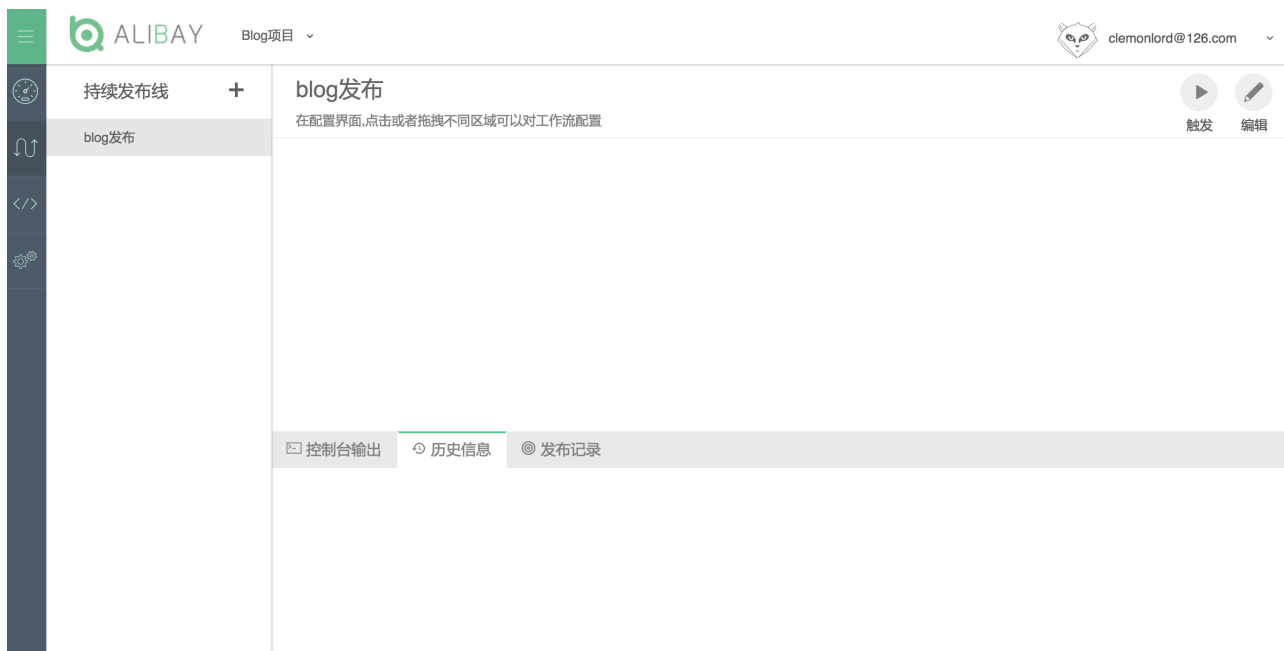 ALIBAY Blog项目 clemonlord@126.com
持续发布线 +
blog发布
blog发布
在配置界面,点击或者拖拽不同区域可以对工作流配置
触发 编辑
控制台输出 历史信息 发布记录